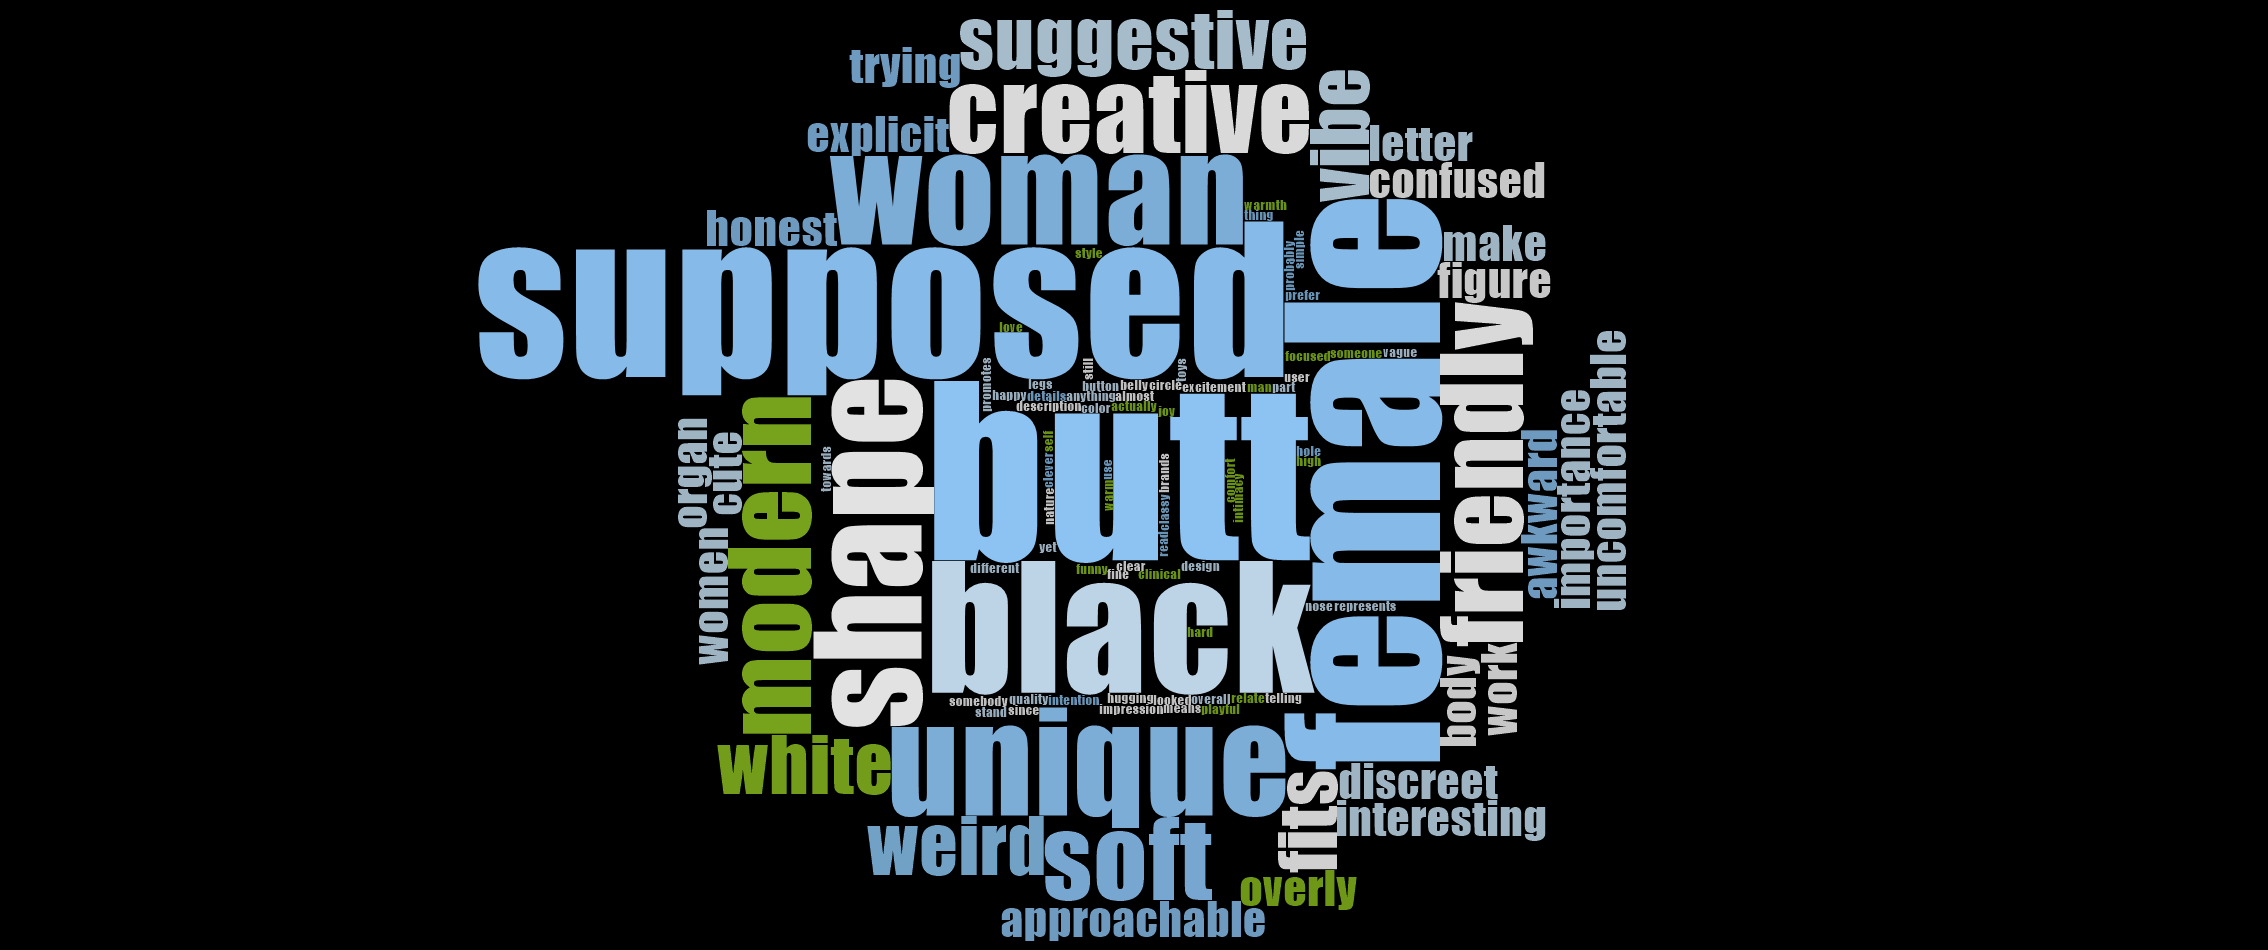 suggestive
trying
creative
vibe
explicit
letter
woman
confused
warmth
thing
honest
supposed
style
simple
probably
prefer
make
figure
female
love
focused
someone
vague
friendly
uncomfortable
importance
awkward
promotes
still
toys
user
legs
button
belly
circle
excitement
man
part
happy
details
anything
almost
description
color
actually
joy
shape
butt
modern
organ
cute
women
towards
self
clever
nature
use
warm
brands
classy
read
comfort
intimacy
hole
high
yet
different
funny
clear
fine
clinical
design
black
nose
represents
hard
body
work
somebody
quality
intention
hugging
looked
overall
relate
telling
stand
since
impression
means
playful
white
unique
fits
discreet
interesting
weird
soft
overly
approachable